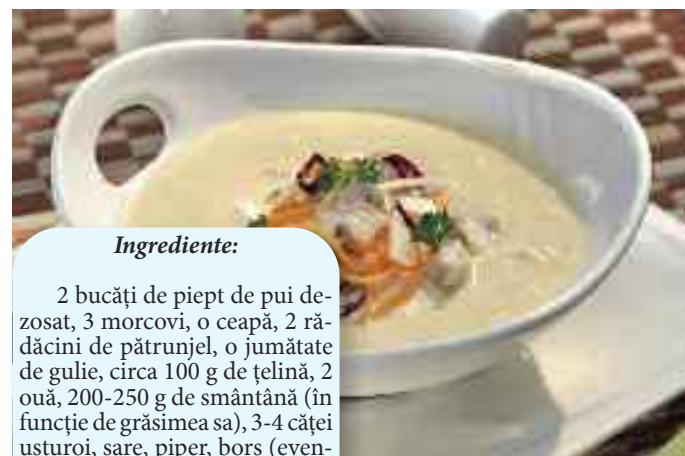 Ingrediente:
2 bucăți de piept de pui de-
zosat, 3 morcovi, o ceapă, 2 ră-
dăcini de pătrunjel, o jumătate
de gulie, circa 100 g de țelină, 2
ouă, 200-250 g de smântână (în
funcție de grăsimea sa), 3-4 căței
usturoi, sare, piper, borș (even-